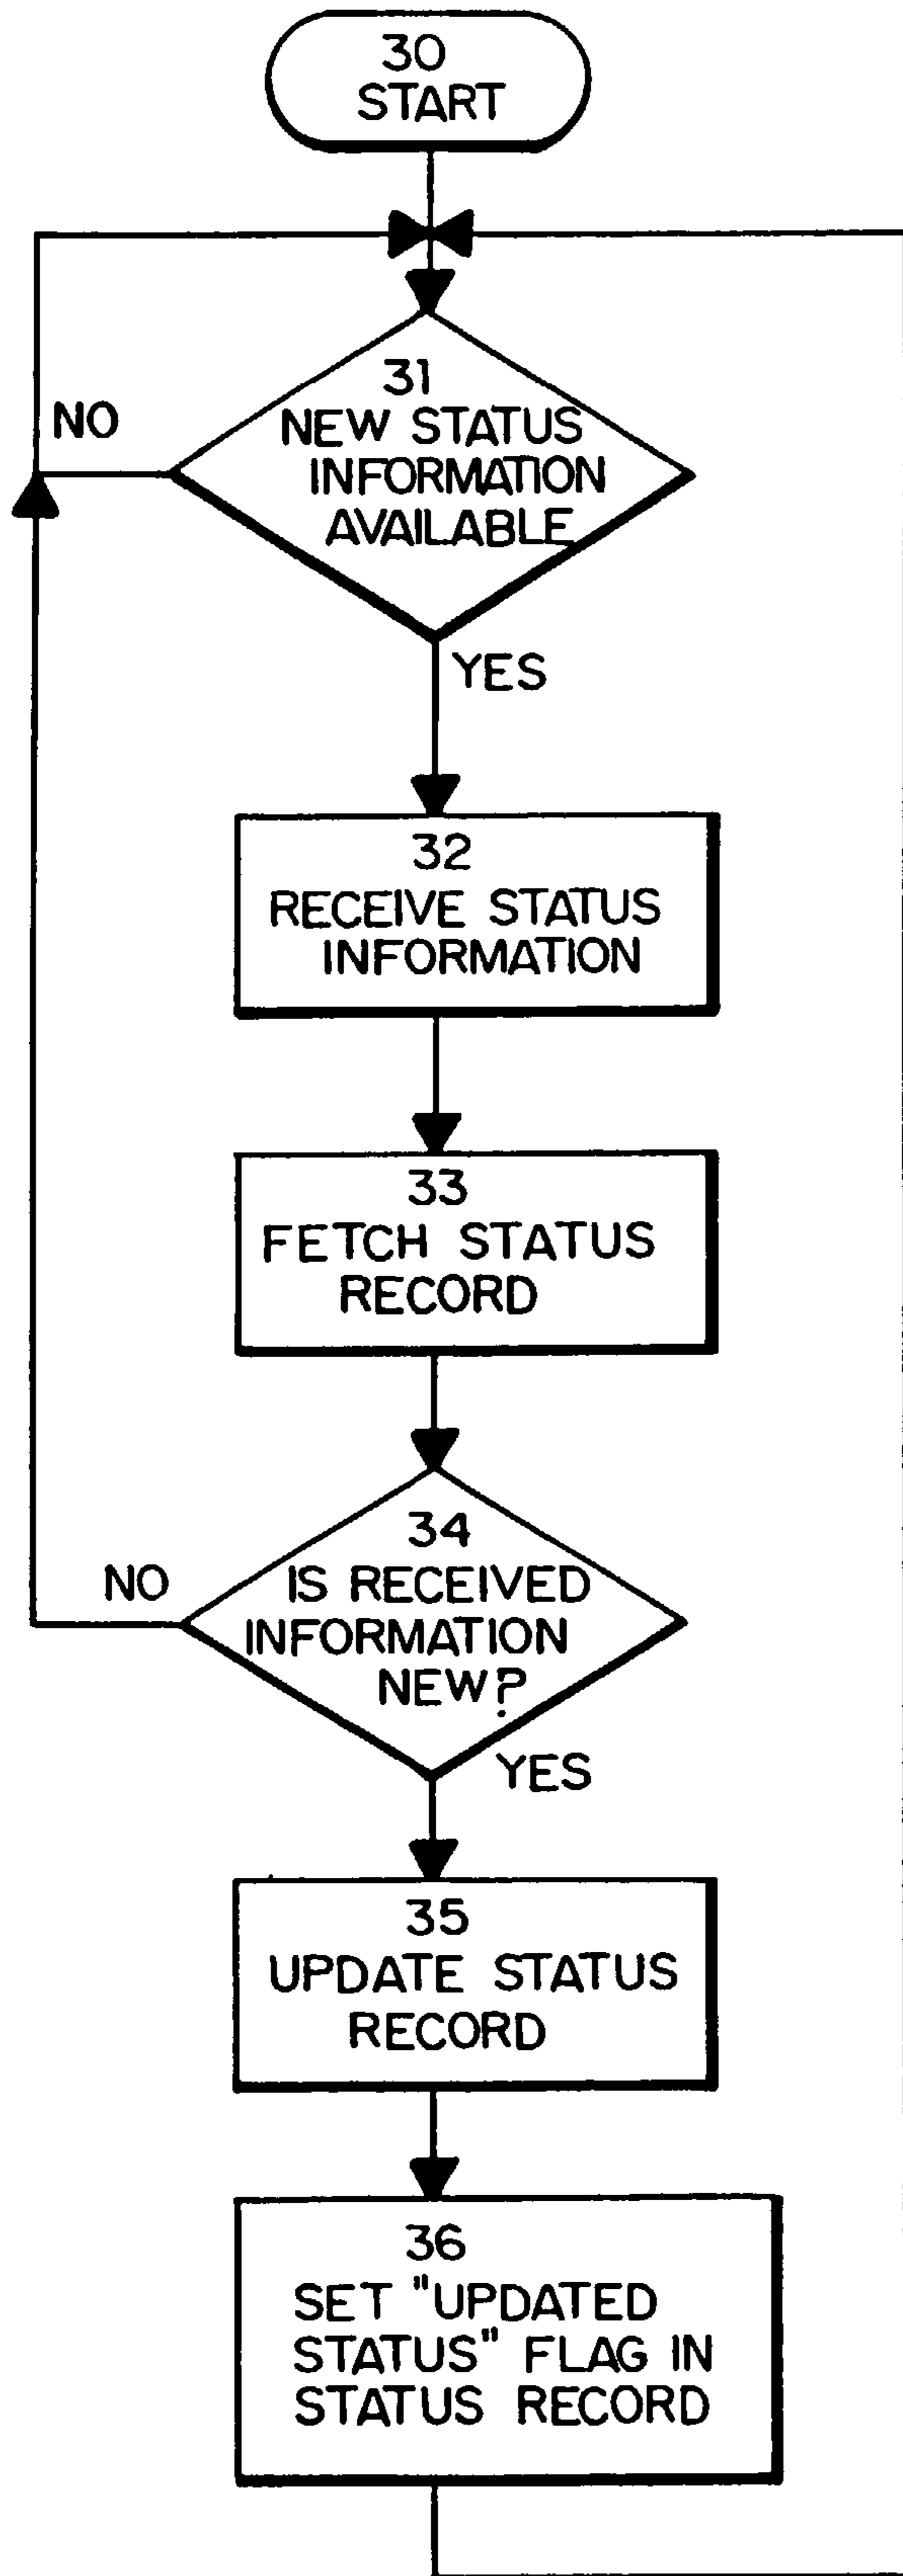 30
START
31
NEW STATUS
INFORMATION
AVAILABLE
NO
YES
32
RECEIVE STATUS
INFORMATION
33
FETCH STATUS
RECORD
34
IS RECEIVED
INFORMATION
NEW?
NO
YES
35
UPDATE STATUS
RECORD
36
SET "UPDATED
STATUS" FLAG IN
STATUS RECORD